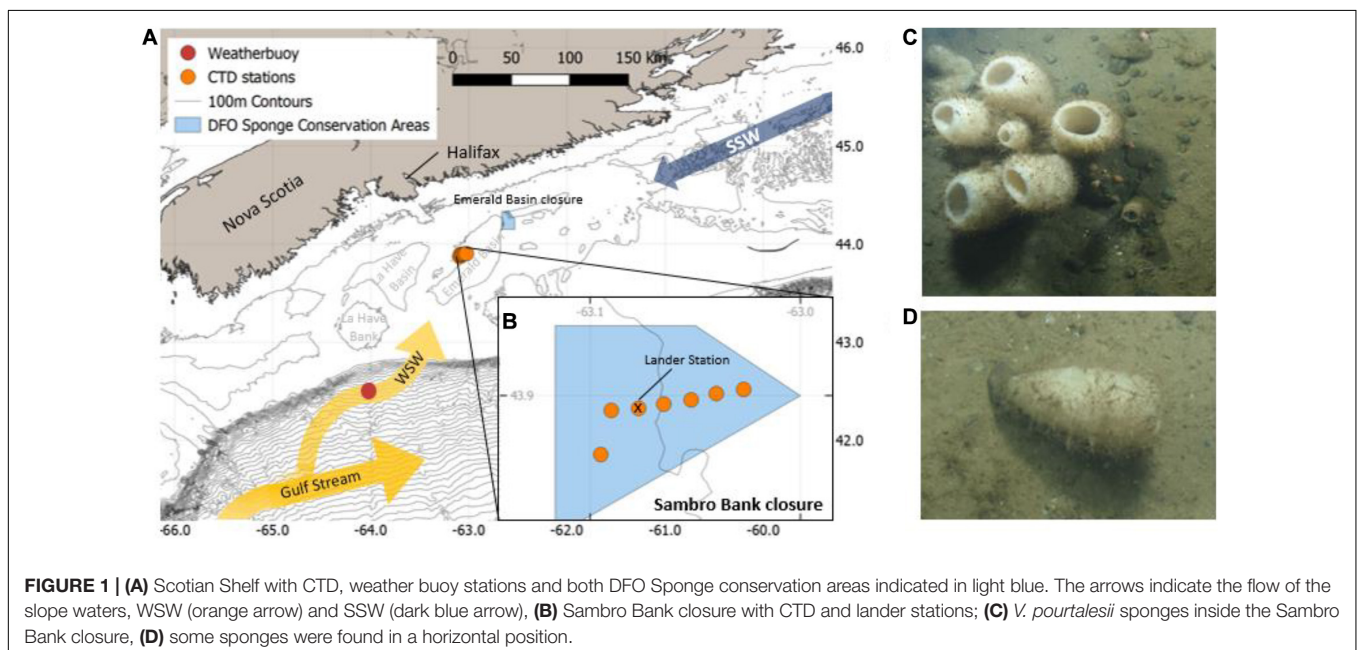 A
Weatherbuoy
CTD stations
100m Contours
DFO Sponge Conservation Areas
0 50 100 150 km
46.0
45.0
44.0
43.0
42.0
SSW
Halifax
Nova Scotia
Emerald Basin closure
La Have
Basin
Emerald Basin
La Have
Bank
WSW
Gulf Stream
-66.0 -65.0 -64.0 -63.0 -62.0 -61.0 -60.0
B
-63.1 -63.0
Lander Station
43.9
X
Sambro Bank closure
C
D
FIGURE 1 | (A) Scotian Shelf with CTD, weather buoy stations and both DFO Sponge conservation areas indicated in light blue. The arrows indicate the flow of the
slope waters, WSW (orange arrow) and SSW (dark blue arrow), (B) Sambro Bank closure with CTD and lander stations; (C) V. pourtalesii sponges inside the Sambro
Bank closure, (D) some sponges were found in a horizontal position.